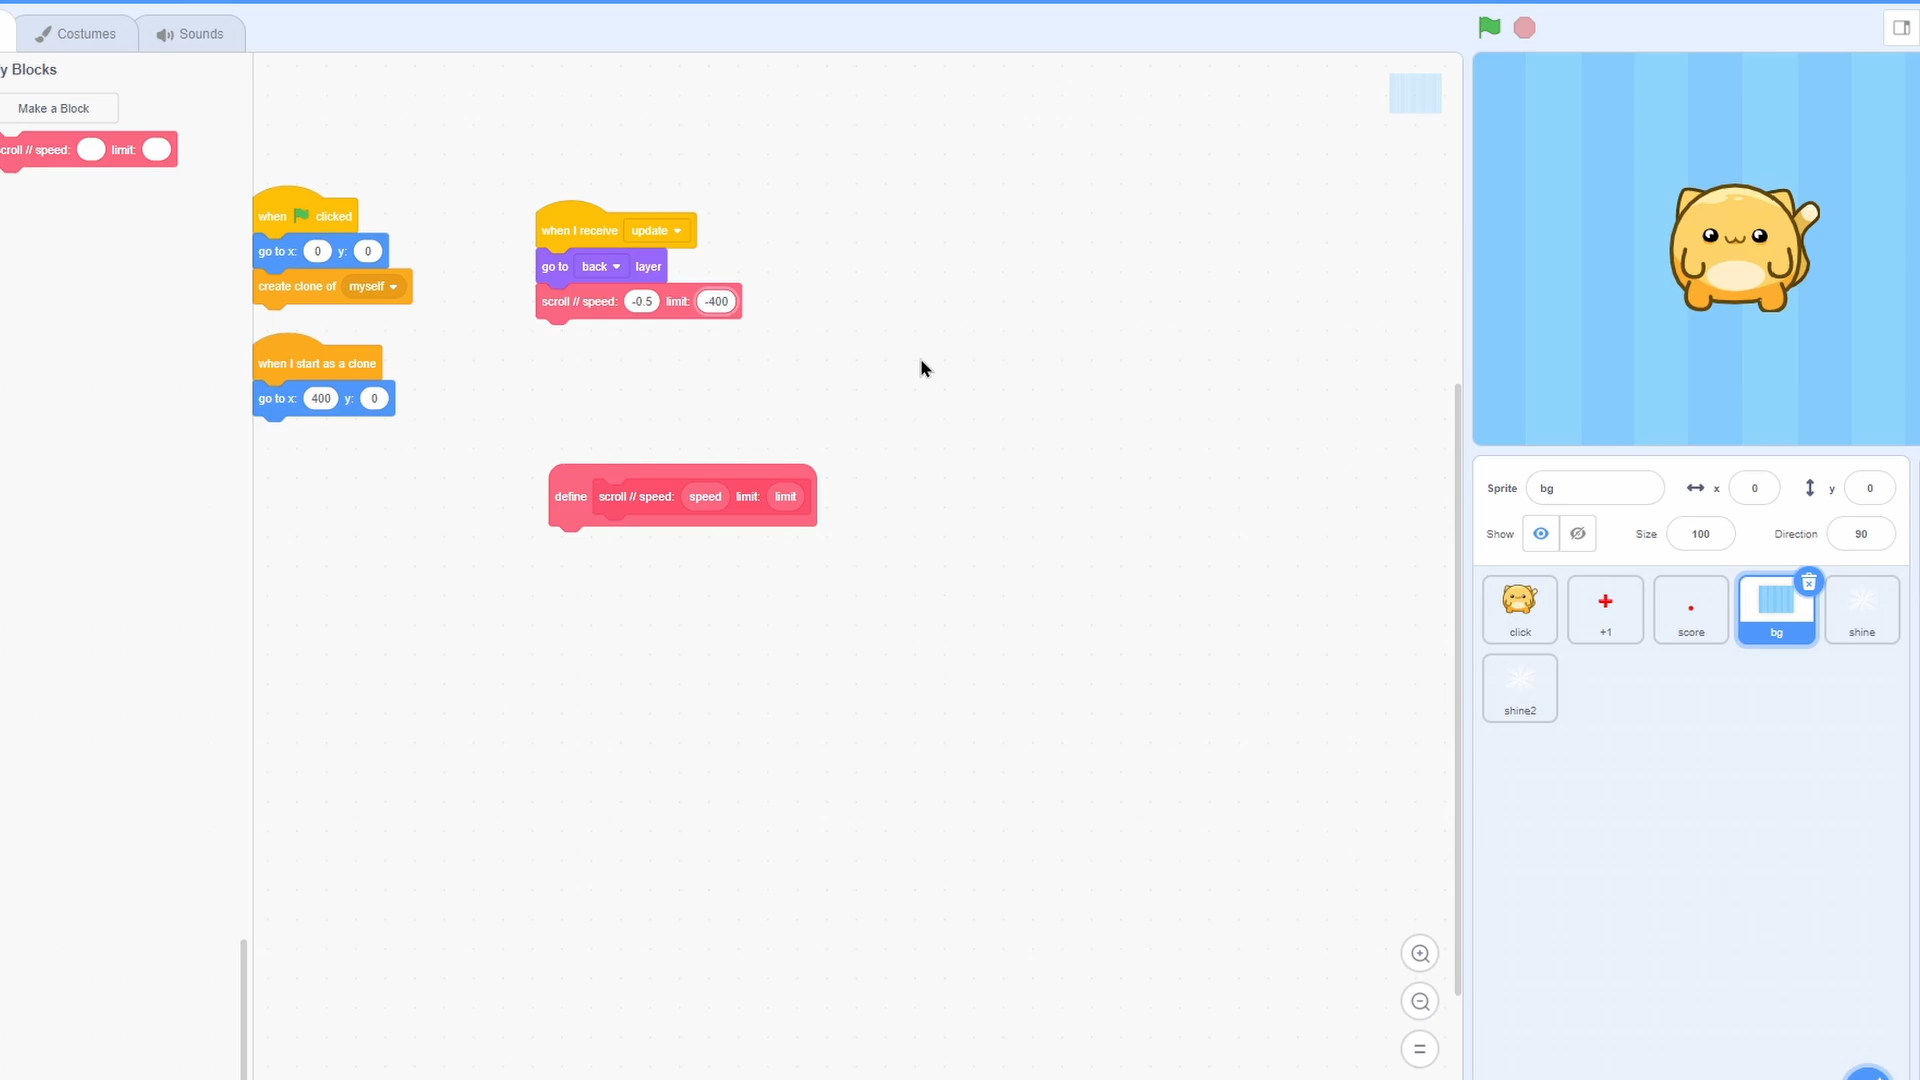 Costumes
Sounds
y Blocks
Make a Block
croll // speed: limit:
when clicked
go to x: 0 y: 0
create clone of myself
when I start as a clone
go to x: 400 y: 0
when I receive update
go to back layer
scroll // speed: -0.5 limit: -400
define scroll // speed: speed limit: limit
Sprite bg x 0 y 0
Show Size 100 Direction 90
click
+1
score
bg
shine
shine2